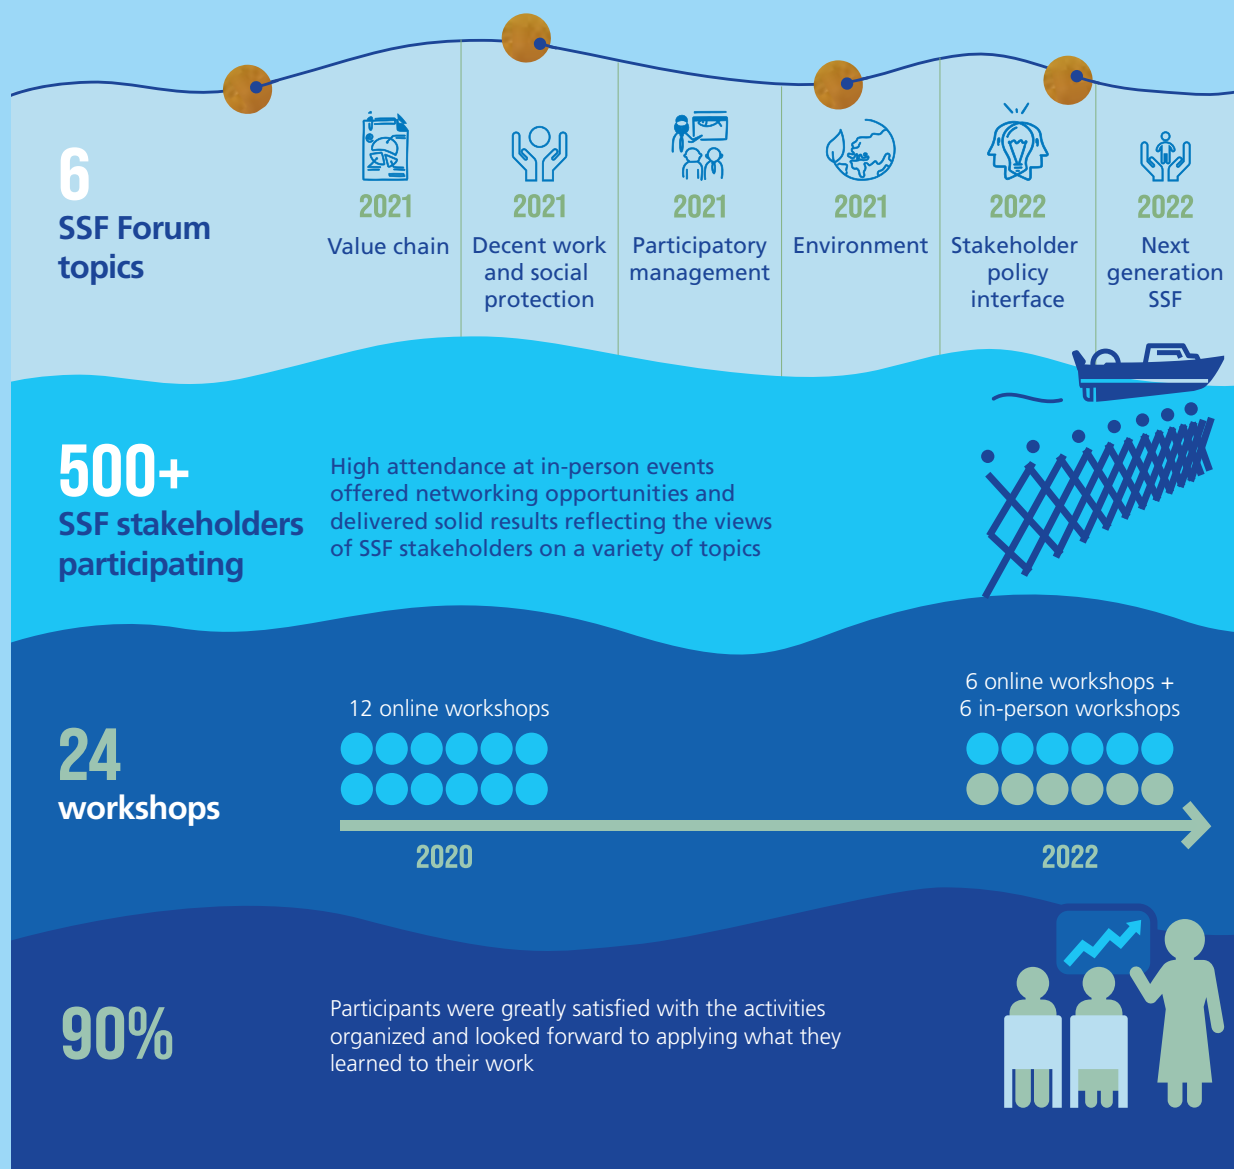 6
SSF Forum
topics
2021
Value chain
2021
Decent work
and social
protection
2021
Participatory
management
2021
Environment
2022
Stakeholder
policy
interface
2022
Next
generation
SSF
500+
SSF stakeholders
participating
High attendance at in-person events
offered networking opportunities and
delivered solid results reflecting the views
of SSF stakeholders on a variety of topics
24
workshops
12 online workshops
2020
6 online workshops +
6 in-person workshops
2022
90%
Participants were greatly satisfied with the activities
organized and looked forward to applying what they
learned to their work